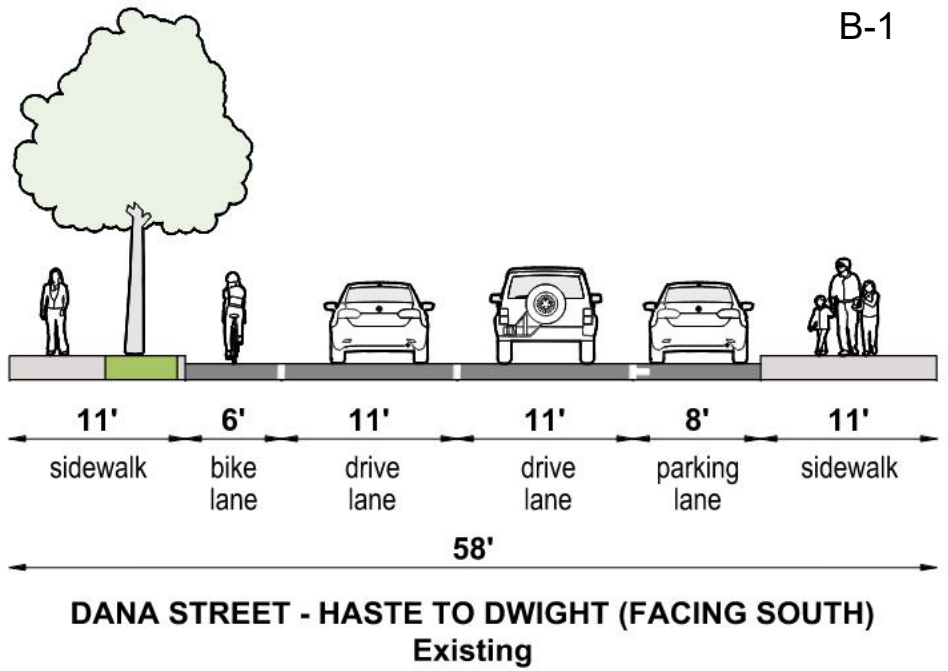 B-1
11' 6' 11' 11' 8' 11'
sidewalk bike drive drive parking sidewalk
lane lane lane lane
58'
DANA STREET - HASTE TO DWIGHT (FACING SOUTH)
Existing